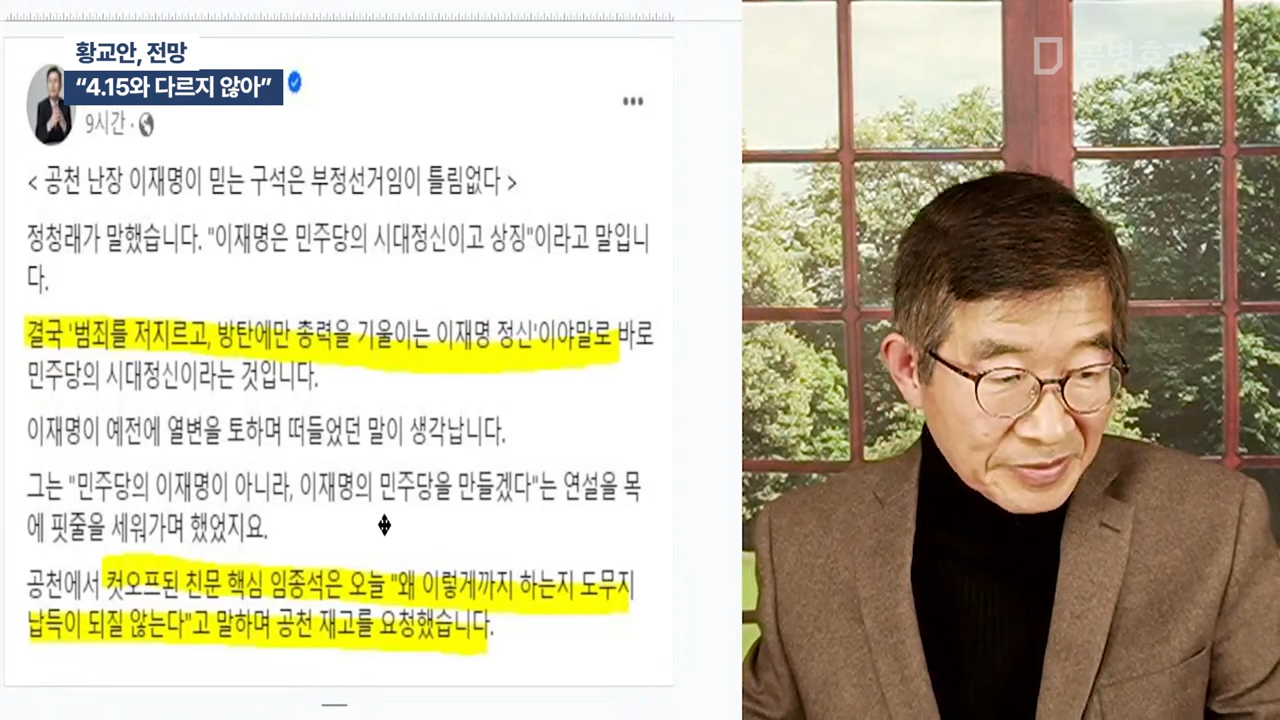 황교안, 전망
“4.15와 다르지 않아”
공병호TV
9시간 ·
< 공천 난장 이재명이 믿는 구석은 부정선거임이 틀림없다 >
정청래가 말했습니다. "이재명은 민주당의 시대정신이고 상징"이라고 말입니
다.
결국 '범죄를 저지르고, 방탄에만 총력을 기울이는 이재명 정신'이야말로 바로
민주당의 시대정신이라는 것입니다.
이재명이 예전에 열변을 토하며 떠들었던 말이 생각납니다.
그는 "민주당의 이재명이 아니라, 이재명의 민주당을 만들겠다"는 연설을 목
에 핏줄을 세워가며 했었지요.
공천에서 컷오프된 친문 핵심 임종석은 오늘 "왜 이렇게까지 하는지 도무지
납득이 되질 않는다"고 말하며 공천 재고를 요청했습니다.